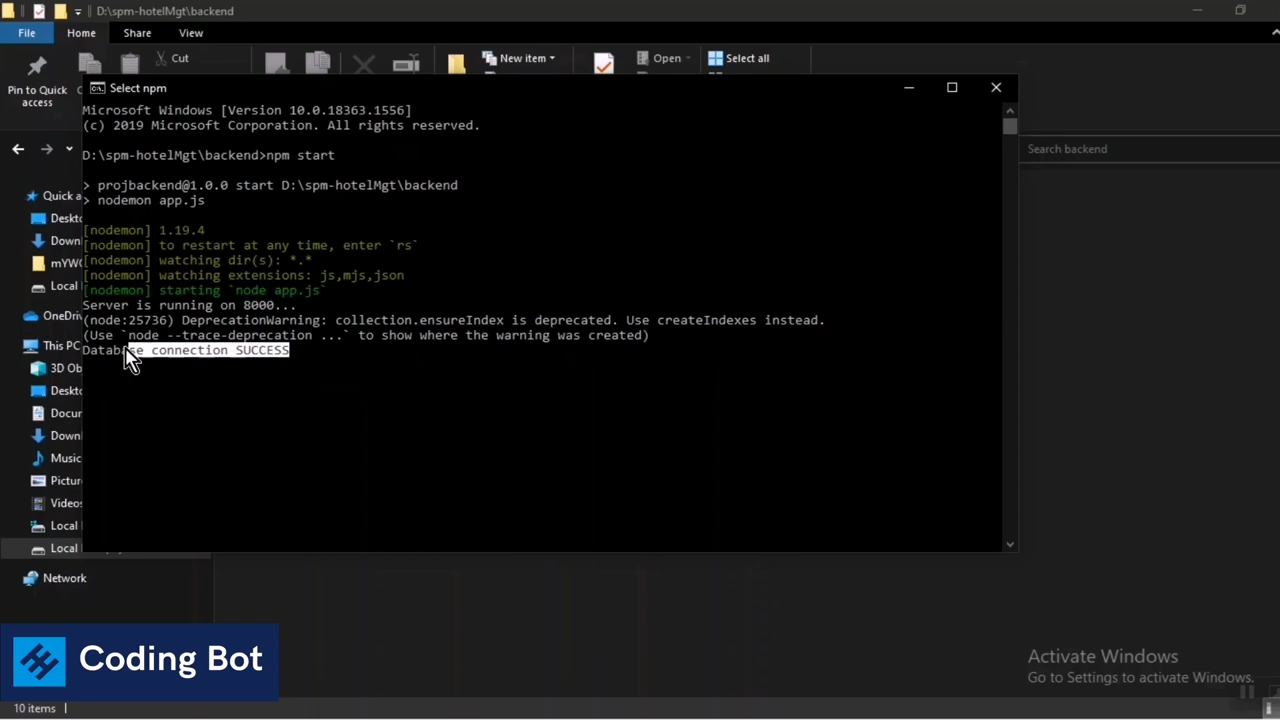 D:\spm-hotelMgt\backend
File
Home
Share
View
Pin to Quick
access
Cut
New item
Open
Select all
Select npm
Microsoft Windows [Version 10.0.18363.1556]
(c) 2019 Microsoft Corporation. All rights reserved.
D:\spm-hotelMgt\backend>npm start
> projbackend@1.0.0 start D:\spm-hotelMgt\backend
> nodemon app.js
[nodemon] 1.19.4
[nodemon] to restart at any time, enter `rs`
[nodemon] watching dir(s): *.*
[nodemon] watching extensions: js,mjs,json
[nodemon] starting `node app.js`
Server is running on 8000...
(node:25736) DeprecationWarning: collection.ensureIndex is deprecated. Use createIndexes instead.
(Use `node --trace-deprecation ...` to show where the warning was created)
Database connection SUCCESS
Search backend
Quick a
Deskto
Down
mYWO
Local
OneDriv
This PC
3D Ob
Deskto
Docum
Downl
Music
Picture
Videos
Local
Local
Network
Coding Bot
Activate Windows
Go to Settings to activate Windows.
10 items